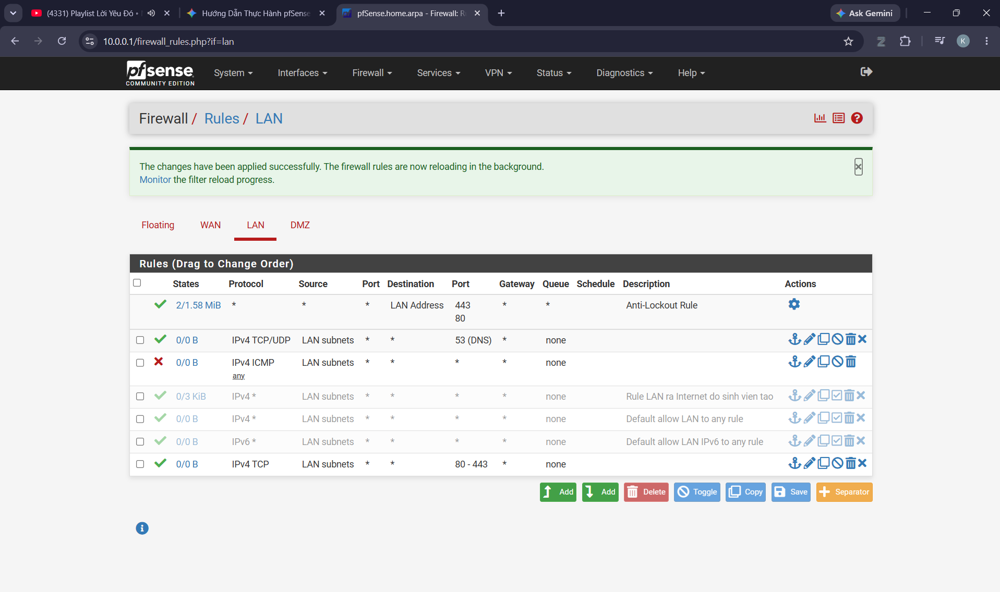 (4331) Playlist Lời Yêu Đó •
Hướng Dẫn Thực Hành pfSense
pfSense.home.arpa - Firewall: R
Ask Gemini
10.0.0.1/firewall_rules.php?if=lan
K
pfsense
COMMUNITY EDITION
System
Interfaces
Firewall
Services
VPN
Status
Diagnostics
Help
Firewall / Rules / LAN
The changes have been applied successfully. The firewall rules are now reloading in the background.
Monitor the filter reload progress.
Floating
WAN
LAN
DMZ
Rules (Drag to Change Order)
States Protocol Source Port Destination Port Gateway Queue Schedule Description Actions
2/1.58 MiB * * * LAN Address 443 * * Anti-Lockout Rule
80
0/0 B IPv4 TCP/UDP LAN subnets * * 53 (DNS) * none
0/0 B IPv4 ICMP LAN subnets * * * * none
any
0/3 KiB IPv4 * LAN subnets * * * * none Rule LAN ra Internet do sinh vien tao
0/0 B IPv4 * LAN subnets * * * * none Default allow LAN to any rule
0/0 B IPv6 * LAN subnets * * * * none Default allow LAN IPv6 to any rule
0/0 B IPv4 TCP LAN subnets * * 80 - 443 * none
Add
Add
Delete
Toggle
Copy
Save
Separator